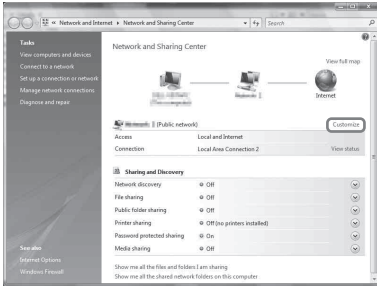 « Network and Internet ▸ Network and Sharing Center
Search
Tasks
View computers and devices
Connect to a network
Set up a connection or network
Manage network connections
Diagnose and repair
See also
Internet Options
Windows Firewall
Network and Sharing Center
View full map
Internet
(Public network)
Customize
Access Local and Internet
Connection Local Area Connection 2 View status
Sharing and Discovery
Network discovery Off
File sharing Off
Public folder sharing Off
Printer sharing Off (no printers installed)
Password protected sharing On
Media sharing Off
Show me all the files and folders I am sharing
Show me all the shared network folders on this computer